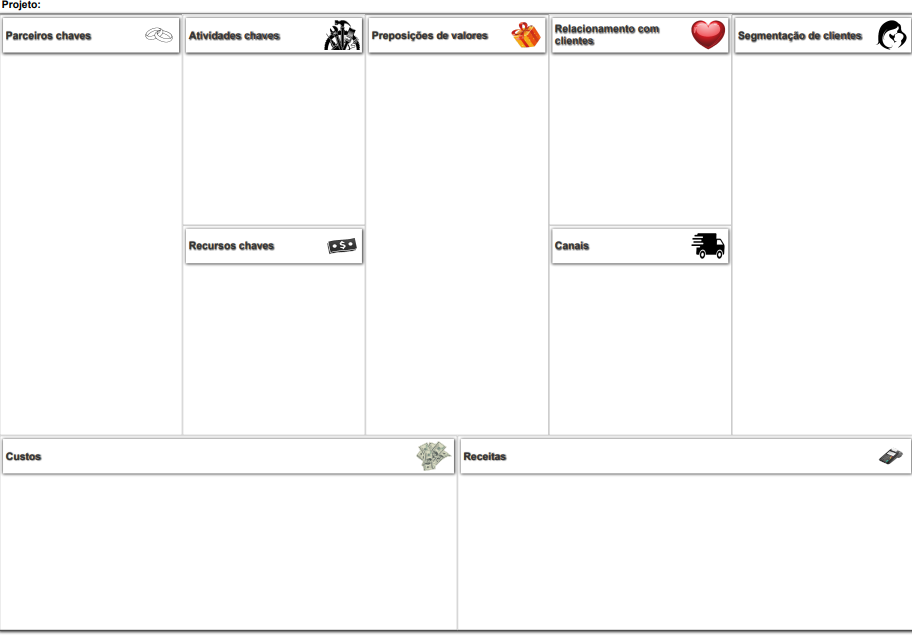 Projeto:
Parceiros chaves
Atividades chaves
Preposições de valores
Relacionamento com
clientes
Segmentação de clientes
Recursos chaves
$
Canais
Custos
Receitas